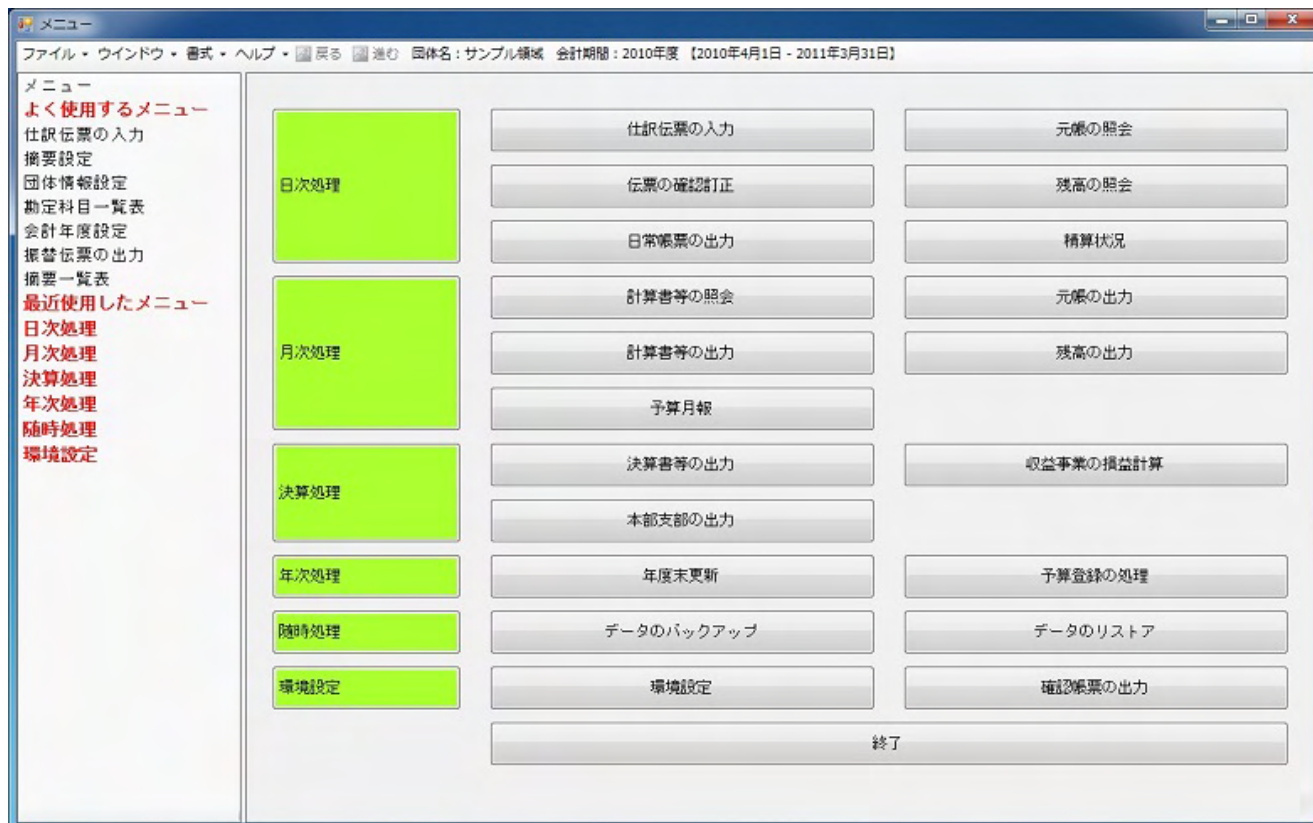 メニュー
ファイル ウインドウ 書式 ヘルプ 戻る 進む 団体名:サンプル領域 会計期間:2010年度 【2010年4月1日 - 2011年3月31日】
メニュー
よく使用するメニュー
仕訳伝票の入力
摘要設定
団体情報設定
勘定科目一覧表
会計年度設定
振替伝票の出力
摘要一覧表
最近使用したメニュー
日次処理
月次処理
決算処理
年次処理
随時処理
環境設定
日次処理
仕訳伝票の入力 元帳の照会
伝票の確認訂正 残高の照会
日常帳票の出力 精算状況
月次処理
計算書等の照会 元帳の出力
計算書等の出力 残高の出力
予算月報
決算処理
決算書等の出力 収益事業の損益計算
本部支部の出力
年次処理 年度末更新 予算登録の処理
随時処理 データのバックアップ データのリストア
環境設定 環境設定 確認帳票の出力
終了